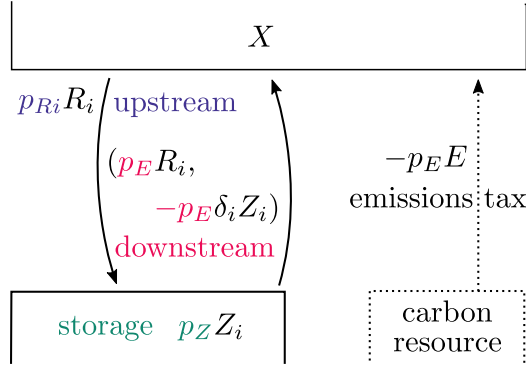 X
p_{Ri}R_i upstream
(p_E R_i,
-p_E δ_i Z_i)
downstream
-p_E E
emissions tax
storage p_Z Z_i
carbon
resource